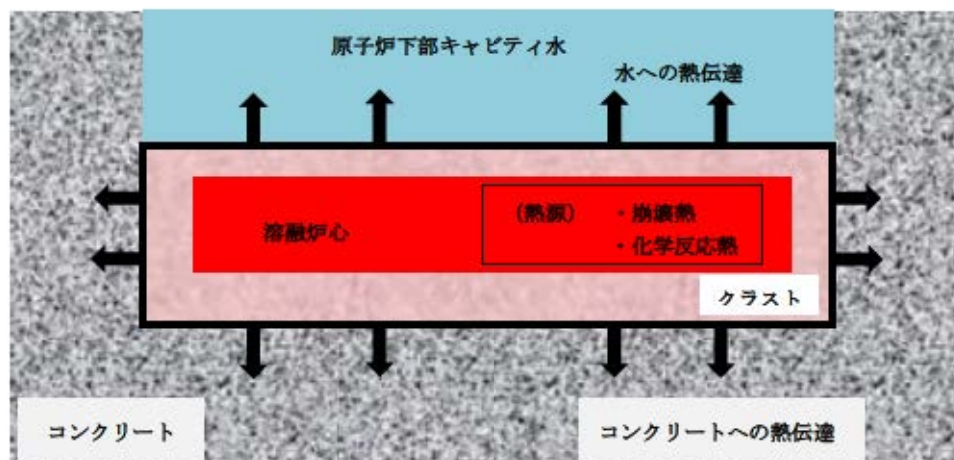 原子炉下部キャビティ水
水への熱伝達
溶融炉心
(熱源) ・崩壊熱
・化学反応熱
クラスト
コンクリート
コンクリートへの熱伝達